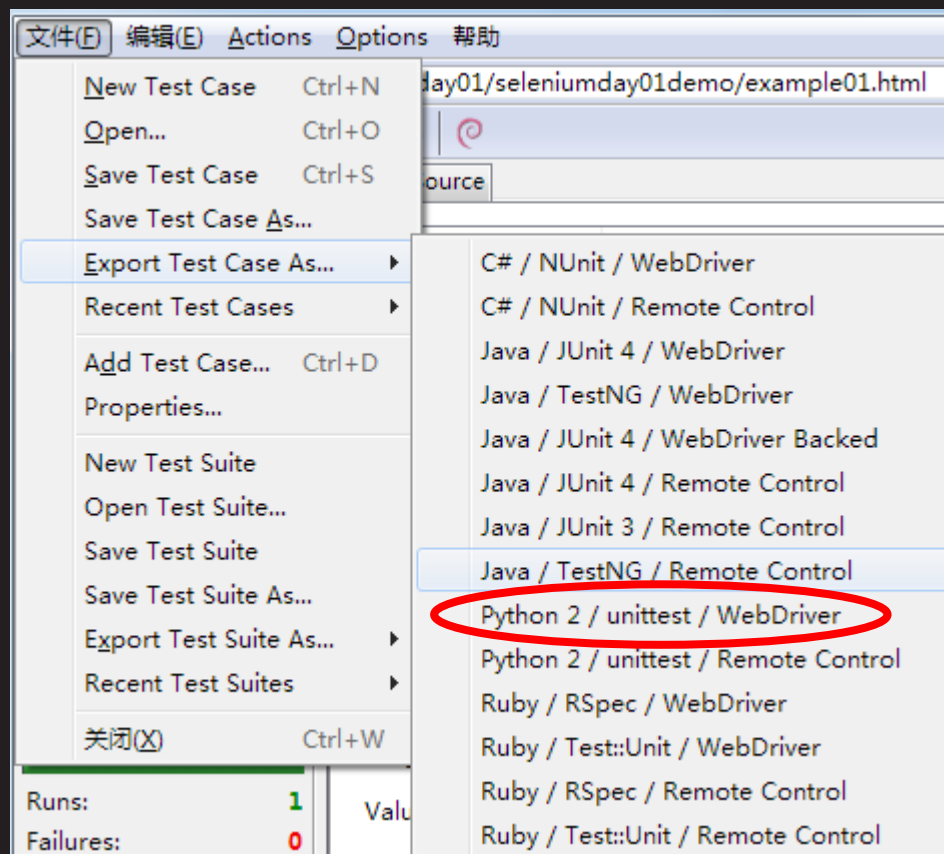 文件(F) 编辑(E) Actions Options 帮助
day01/seleniumday01demo/example01.html
ource
New Test Case Ctrl+N
Open... Ctrl+O
Save Test Case Ctrl+S
Save Test Case As...
Export Test Case As...
Recent Test Cases
Add Test Case... Ctrl+D
Properties...
New Test Suite
Open Test Suite...
Save Test Suite
Save Test Suite As...
Export Test Suite As...
Recent Test Suites
关闭(X) Ctrl+W
C# / NUnit / WebDriver
C# / NUnit / Remote Control
Java / JUnit 4 / WebDriver
Java / TestNG / WebDriver
Java / JUnit 4 / WebDriver Backed
Java / JUnit 4 / Remote Control
Java / JUnit 3 / Remote Control
Java / TestNG / Remote Control
Python 2 / unittest / WebDriver
Python 2 / unittest / Remote Control
Ruby / RSpec / WebDriver
Ruby / Test::Unit / WebDriver
Ruby / RSpec / Remote Control
Ruby / Test::Unit / Remote Control
Runs: 1
Failures: 0
Valu